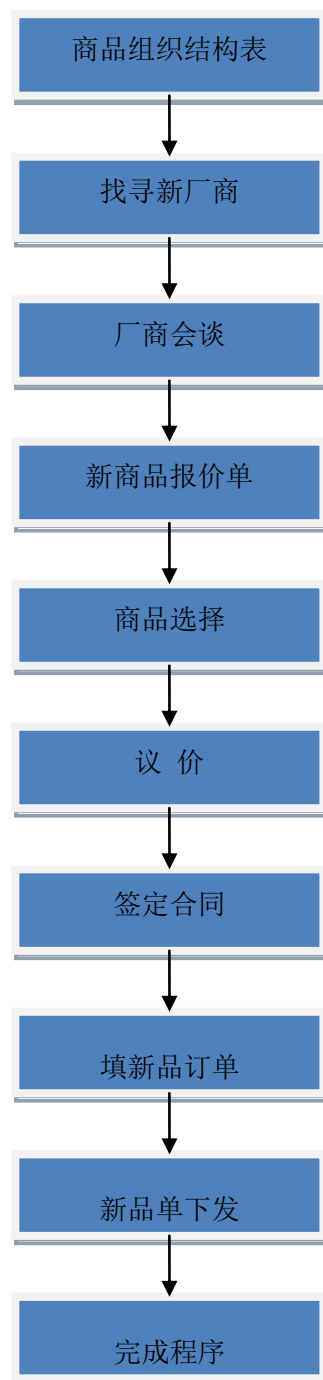 商品组织结构表
找寻新厂商
厂商会谈
新商品报价单
商品选择
议 价
签定合同
填新品订单
新品单下发
完成程序